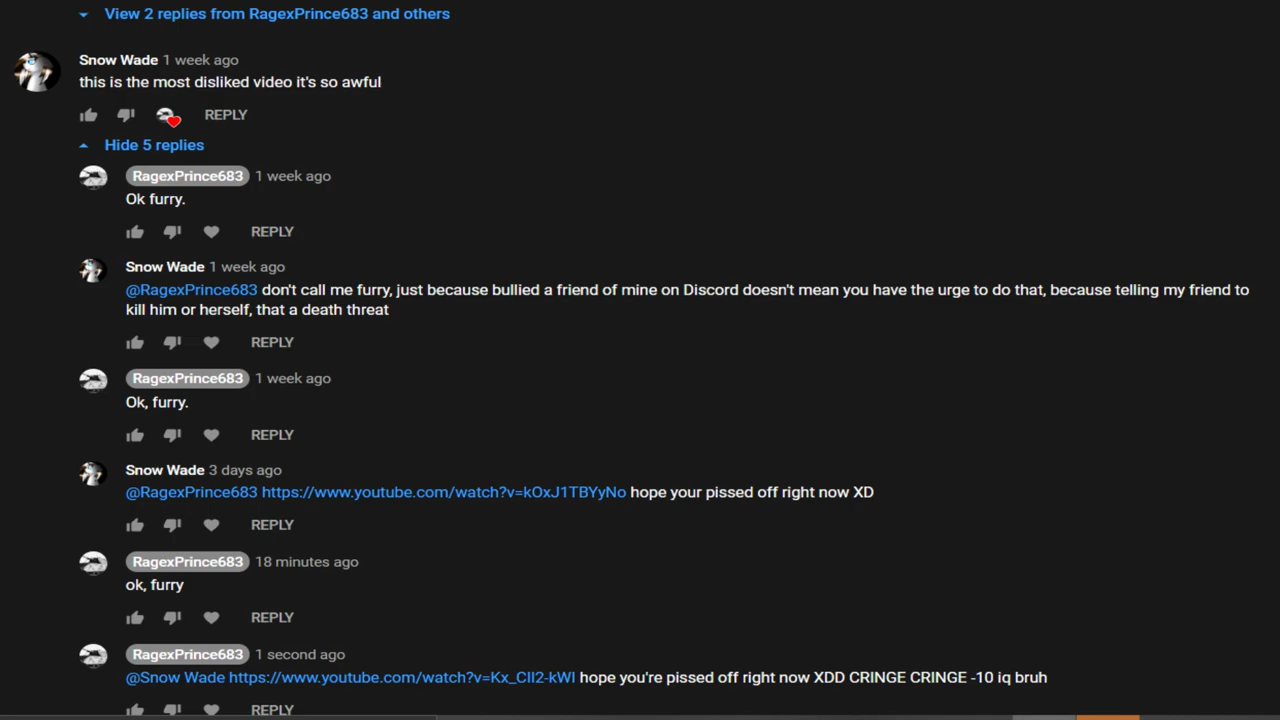 View 2 replies from RagexPrince683 and others
Snow Wade 1 week ago
this is the most disliked video it's so awful
REPLY
Hide 5 replies
RagexPrince683 1 week ago
Ok furry.
REPLY
Snow Wade 1 week ago
@RagexPrince683 don't call me furry, just because bullied a friend of mine on Discord doesn't mean you have the urge to do that, because telling my friend to
kill him or herself, that a death threat
REPLY
RagexPrince683 1 week ago
Ok, furry.
REPLY
Snow Wade 3 days ago
@RagexPrince683 https://www.youtube.com/watch?v=kOxJ1TBYyNo hope your pissed off right now XD
REPLY
RagexPrince683 18 minutes ago
ok, furry
REPLY
RagexPrince683 1 second ago
@Snow Wade https://www.youtube.com/watch?v=Kx_CII2-kWI hope you're pissed off right now XDD CRINGE CRINGE -10 iq bruh
REPLY